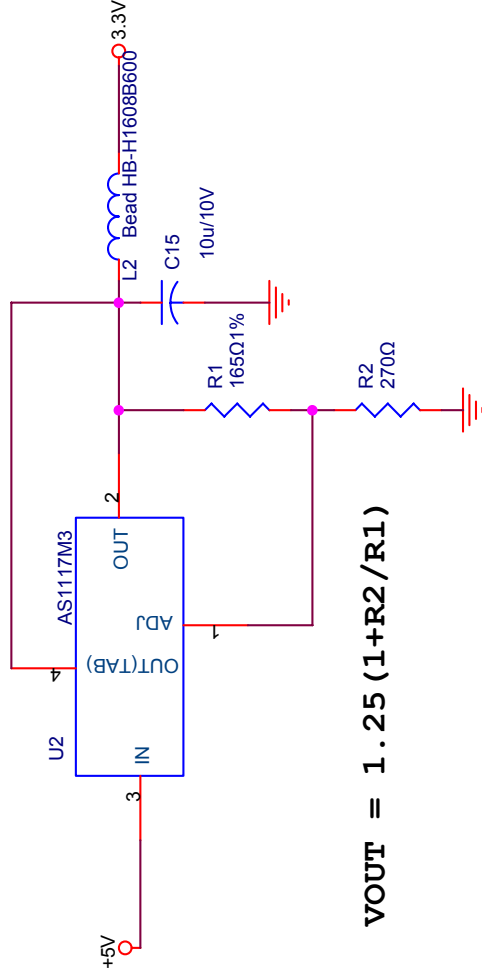 +5V
3
U2
IN
4
OUT(TAB)
AS1117M3
OUT
2
ADJ
1
VOUT = 1.25(1+R2/R1)
R1
165Ω1%
R2
270Ω
L2
Bead HB-H1608B600
C15
10u/10V
3.3V